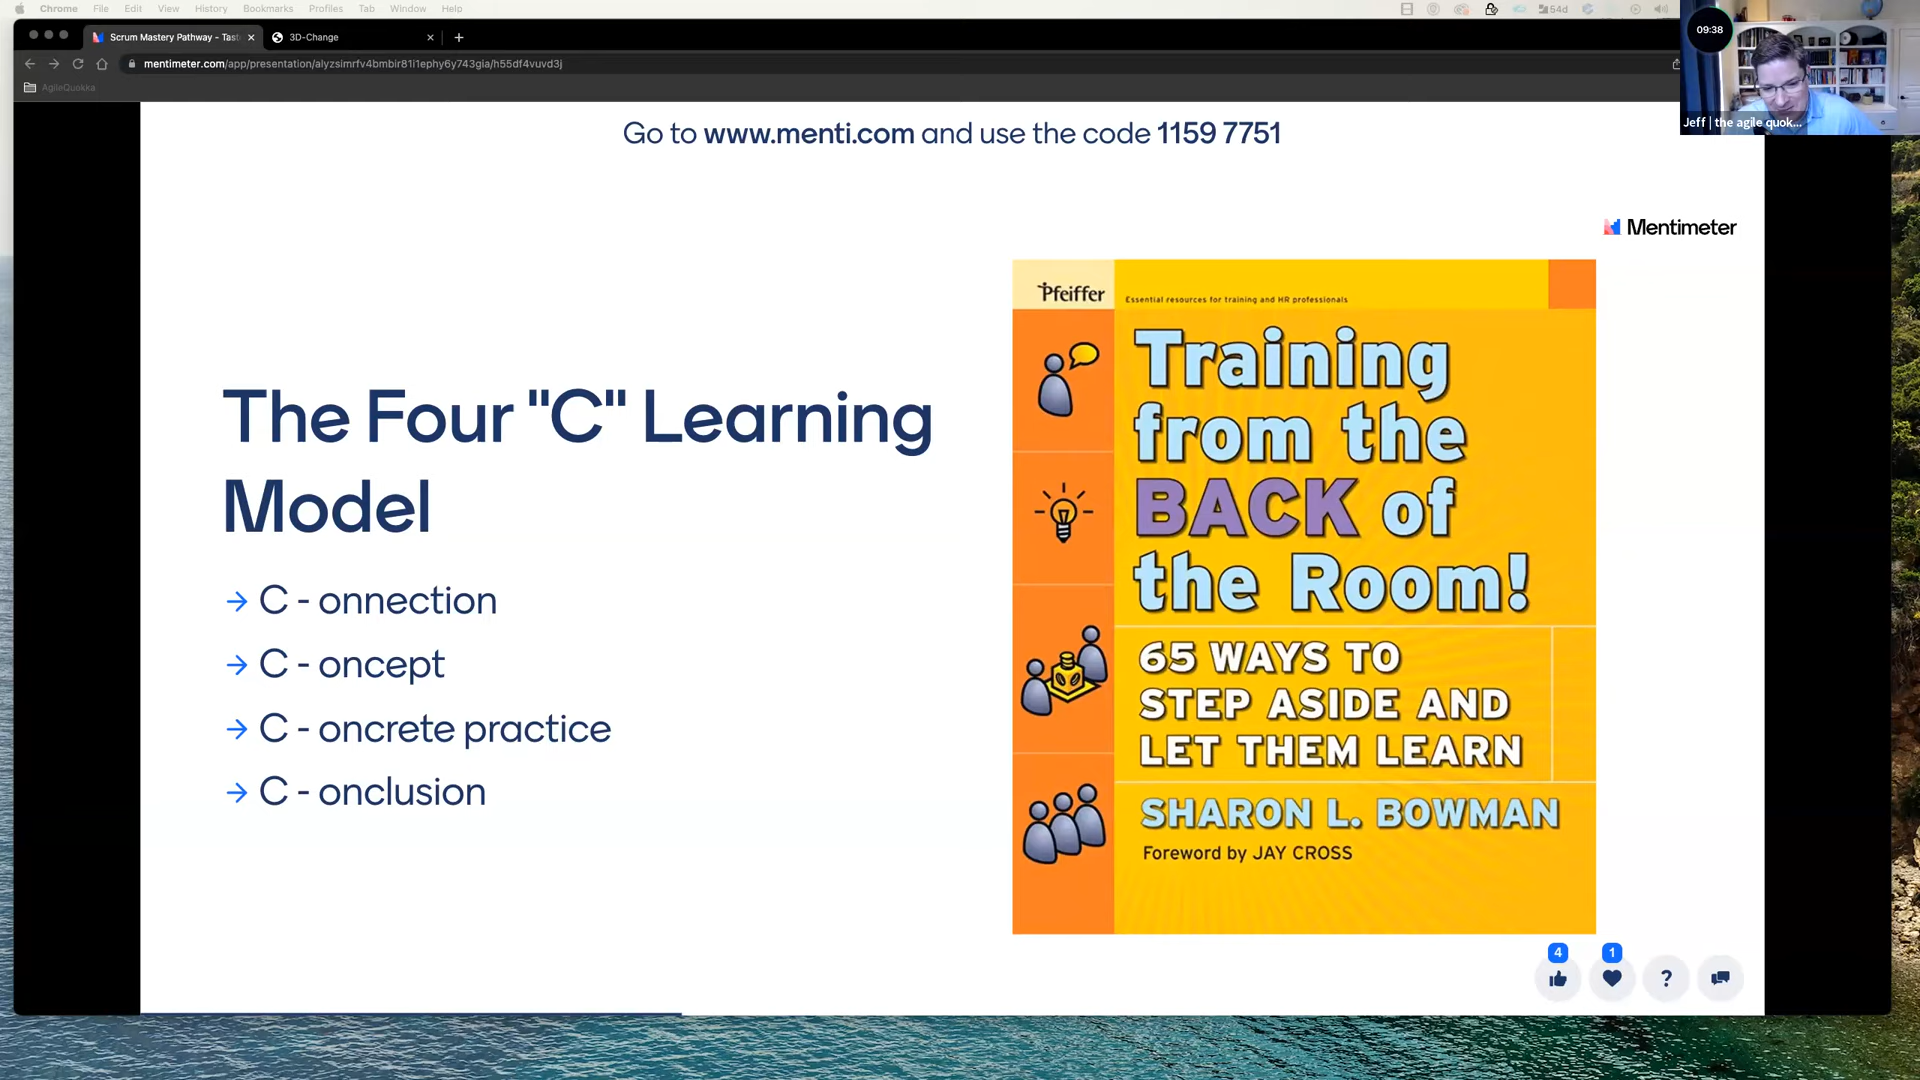 Chrome File Edit View History Bookmarks Profiles Tab Window Help
54d
Scrum Mastery Pathway - Tast
3D-Change
mentimeter.com/app/presentation/alyzsimrfv4bmbir81i1ephy6y743gia/h55df4vuvd3j
AgileQuokka
09:38
Jeff | the agile quok...
Go to www.menti.com and use the code 1159 7751
Mentimeter
The Four "C" Learning
Model
→ C - onnection
→ C - oncept
→ C - oncrete practice
→ C - onclusion
Pfeiffer
Essential resources for training and HR professionals
Training
from the
BACK of
the Room!
65 WAYS TO
STEP ASIDE AND
LET THEM LEARN
SHARON L. BOWMAN
Foreword by JAY CROSS
4
1
?